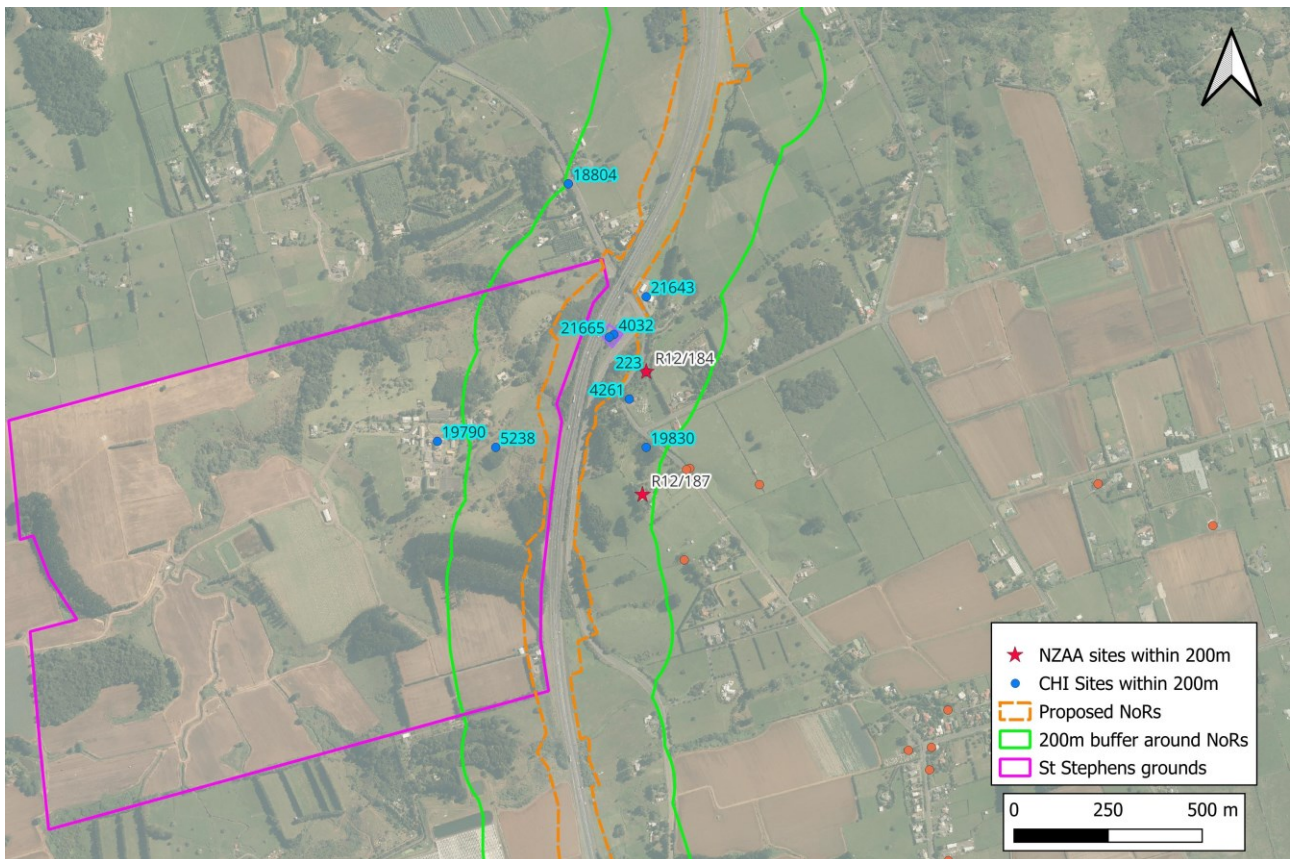 18804
21643
21665
4032
223
R12/184
4261
19790
5238
19830
R12/187
NZAA sites within 200m
CHI Sites within 200m
Proposed NoRs
200m buffer around NoRs
St Stephens grounds
0 250 500 m